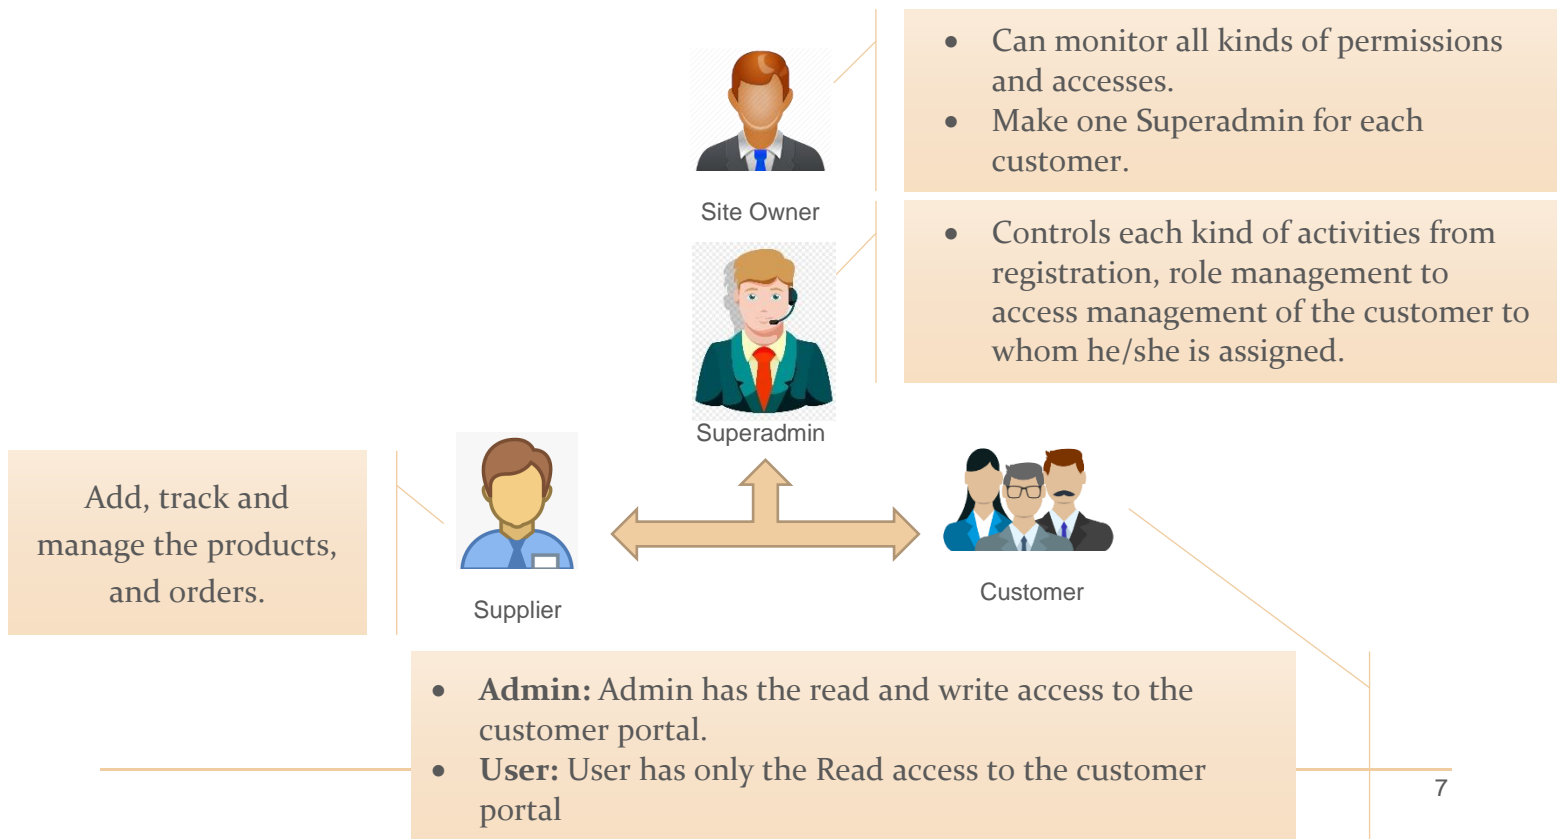 • Can monitor all kinds of permissions
and accesses.
• Make one Superadmin for each
customer.
Site Owner
• Controls each kind of activities from
registration, role management to
access management of the customer to
whom he/she is assigned.
Superadmin
Add, track and
manage the products,
and orders.
Supplier
Customer
• Admin: Admin has the read and write access to the
customer portal.
• User: User has only the Read access to the customer
portal
7